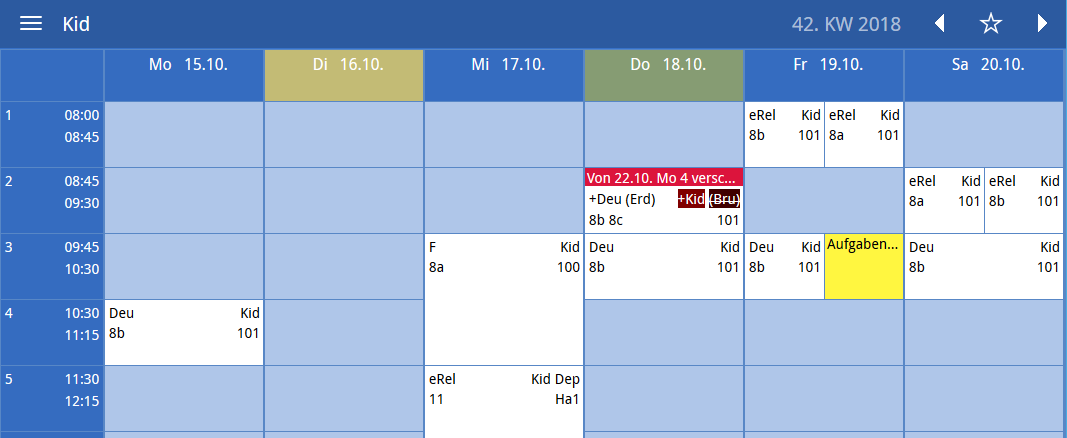 Kid
42. KW 2018
Mo 15.10.
Di 16.10.
Mi 17.10.
Do 18.10.
Fr 19.10.
Sa 20.10.
1 08:00
08:45
eRel Kid
8b 101
eRel Kid
8a 101
2 08:45
09:30
Von 22.10. Mo 4 versc...
+Deu (Erd) +Kid (Bru)
8b 8c 101
eRel Kid
8a 101
eRel Kid
8b 101
3 09:45
10:30
F Kid
8a 100
Deu Kid
8b 101
Deu Kid
8b 101
Aufgaben...
Deu Kid
8b 101
4 10:30
11:15
Deu Kid
8b 101
5 11:30
12:15
eRel Kid Dep
11 Ha1